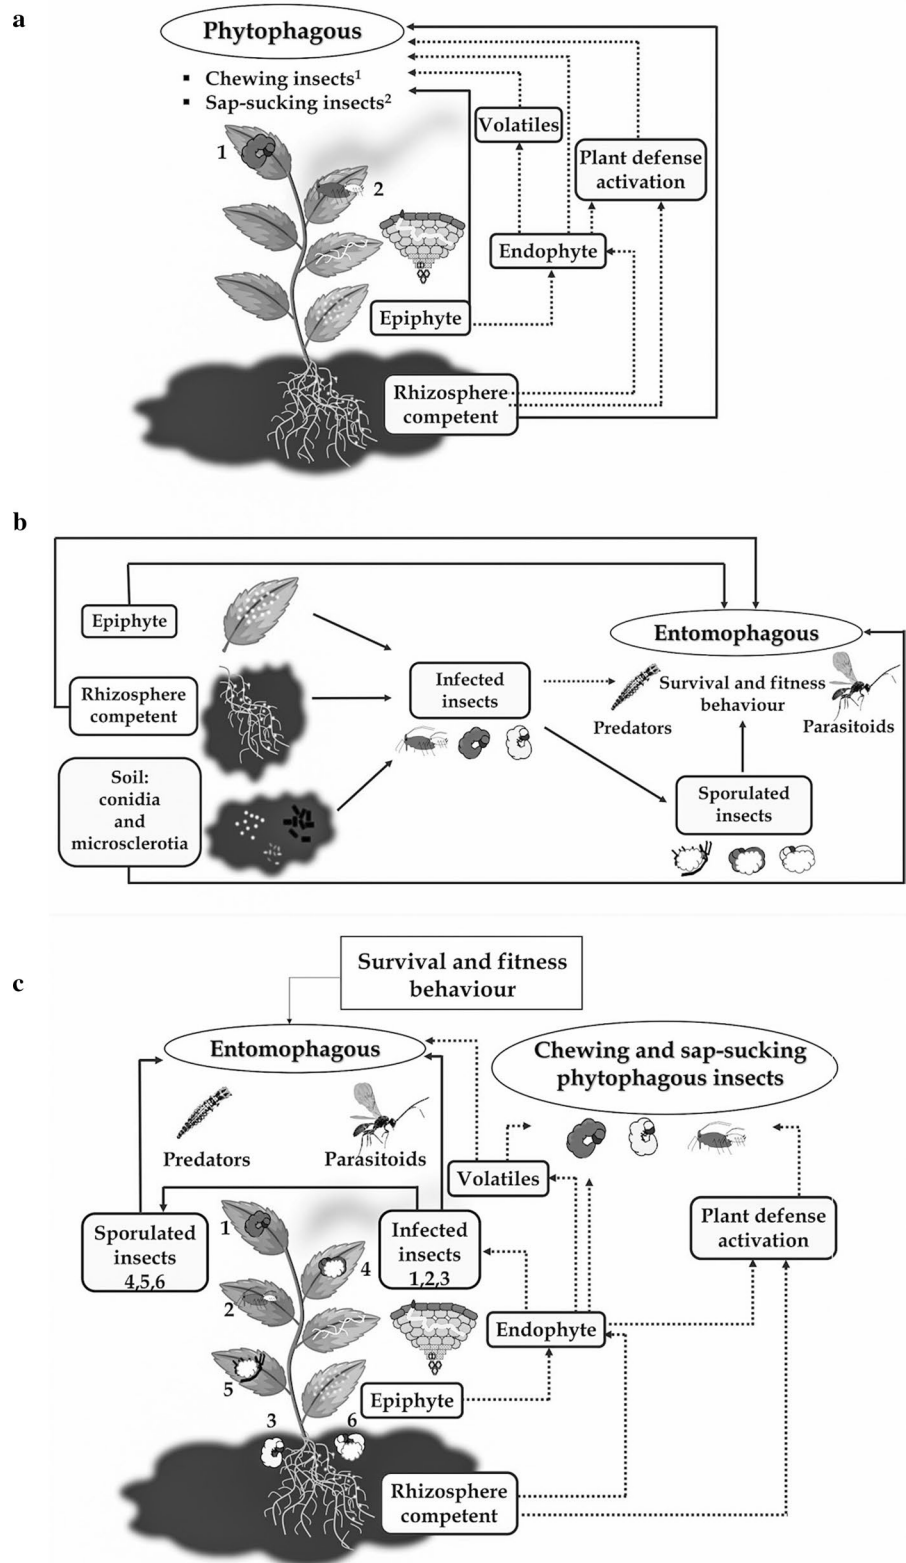 a
Phytophagous
▪ Chewing insects¹
▪ Sap-sucking insects²
Volatiles
Plant defense
activation
1
2
Endophyte
Epiphyte
Rhizosphere
competent
b
Epiphyte
Entomophagous
Rhizosphere
competent
Infected
insects
Survival and fitness
behaviour
Predators
Parasitoids
Soil:
conidia
and
microsclerotia
Sporulated
insects
c
Survival and fitness
behaviour
Entomophagous
Chewing and sap-sucking
phytophagous insects
Predators
Parasitoids
Volatiles
Sporulated
insects
4,5,6
1
Infected
insects
1,2,3
Plant defense
activation
4
2
Endophyte
5
Epiphyte
3
6
Rhizosphere
competent